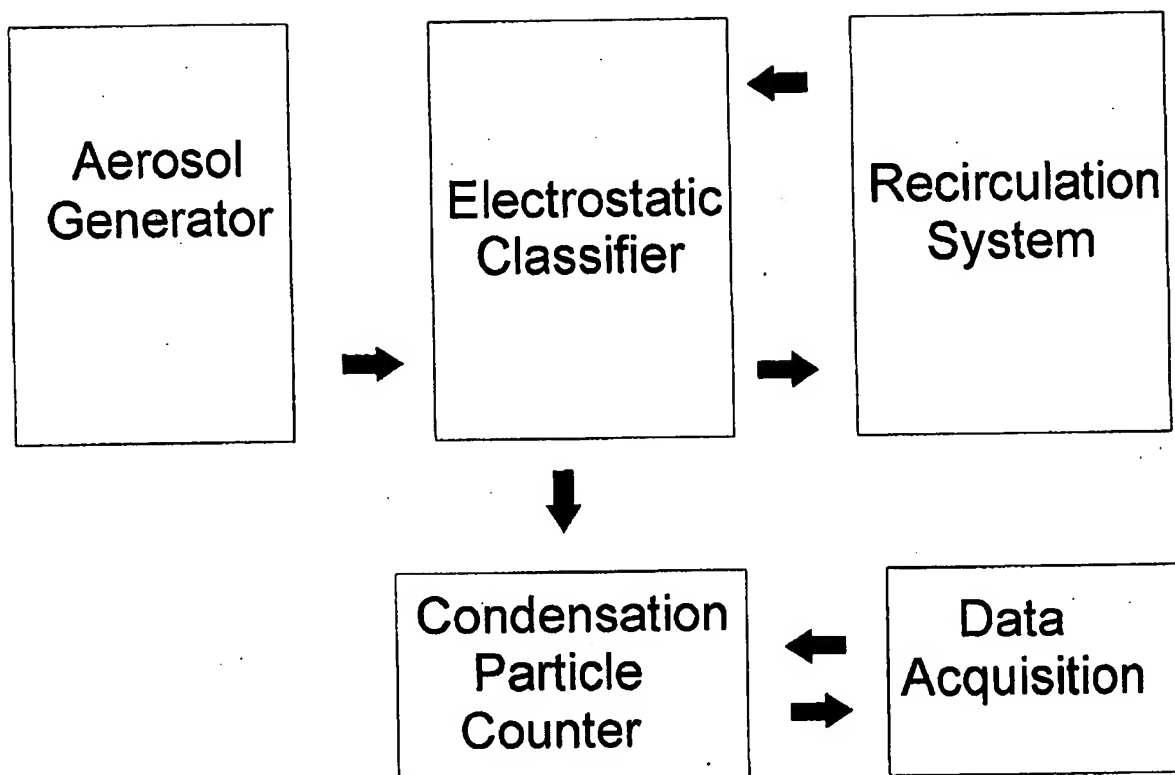 Aerosol
Generator
Electrostatic
Classifier
Recirculation
System
Condensation
Particle
Counter
Data
Acquisition